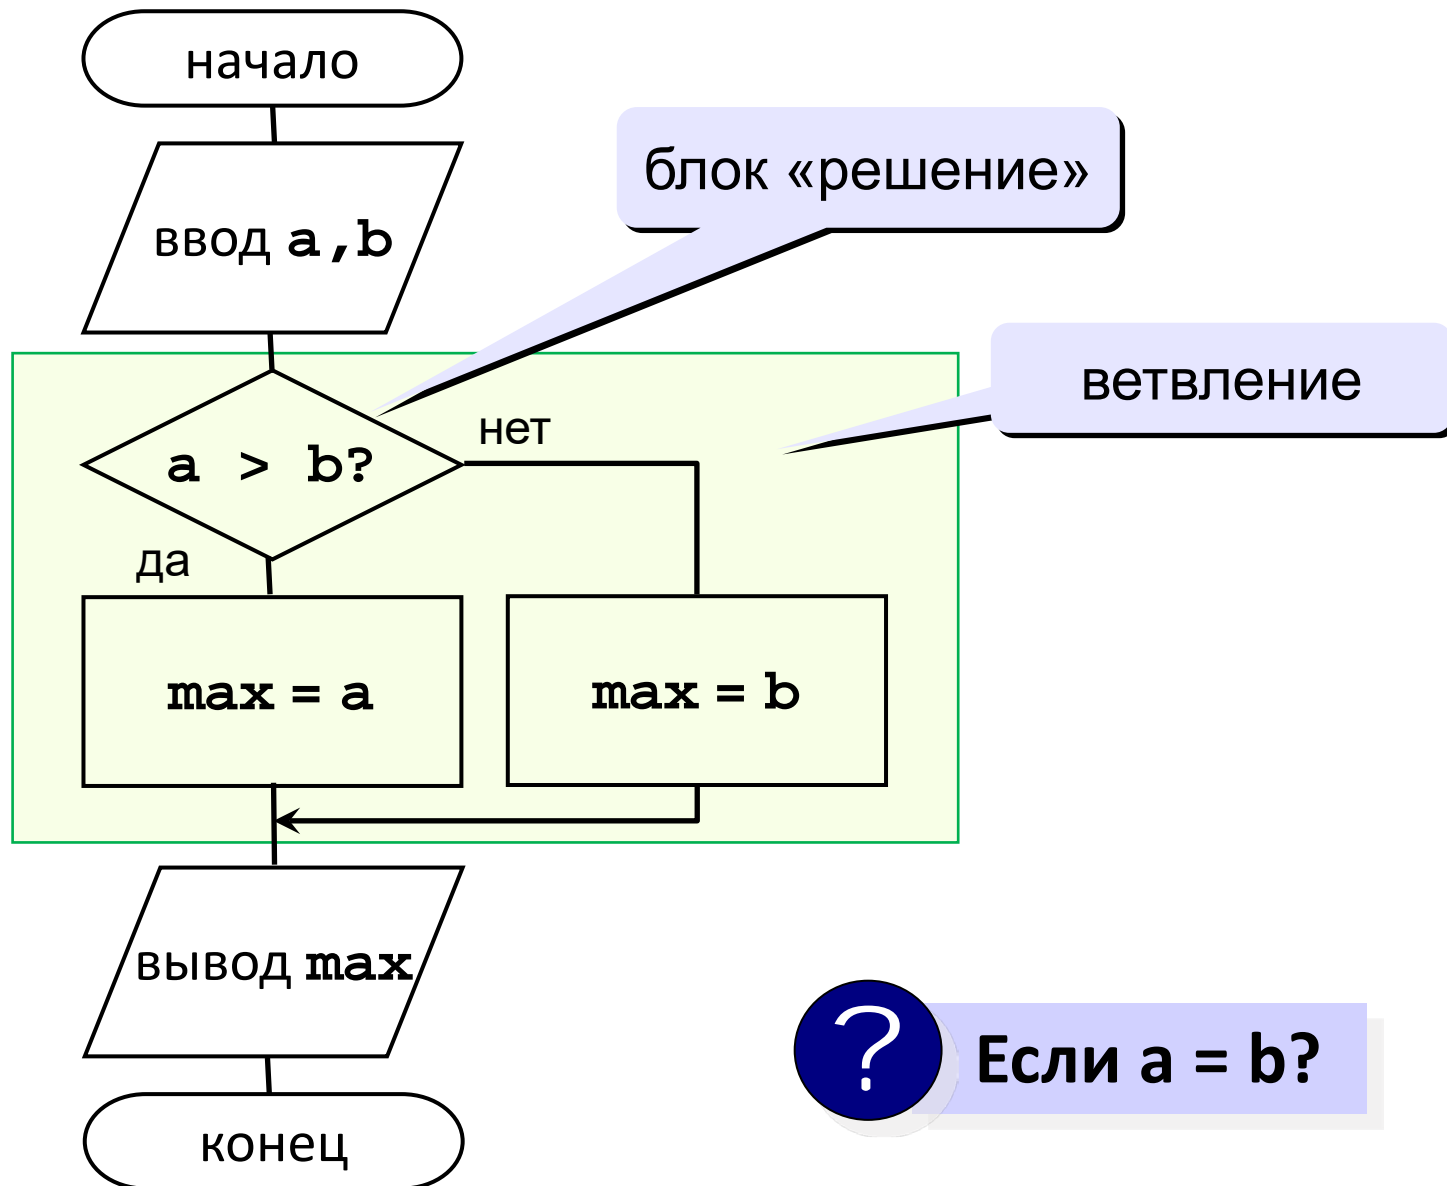 начало
блок «решение»
ввод a,b
ветвление
нет
a > b?
да
max = a
max = b
вывод max
? Если a = b?
конец